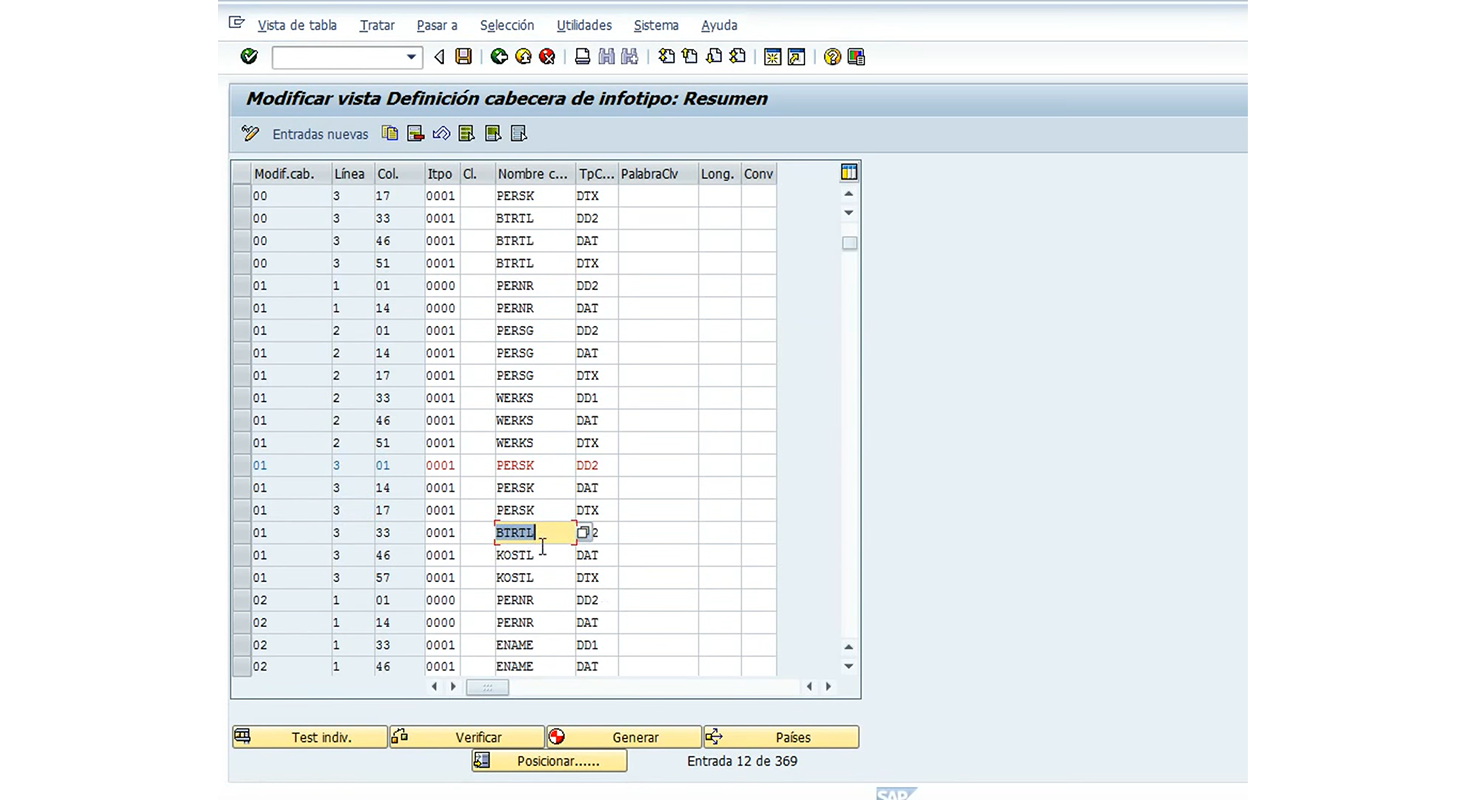 Vista de tabla Tratar Pasar a Selección Utilidades Sistema Ayuda
Modificar vista Definición cabecera de infotipo: Resumen
Entradas nuevas
Modif.cab. Línea Col. Itpo Cl. Nombre c... TpC... PalabraClv Long. Conv
00 3 17 0001 PERSK DTX
00 3 33 0001 BTRTL DD2
00 3 46 0001 BTRTL DAT
00 3 51 0001 BTRTL DTX
01 1 01 0000 PERNR DD2
01 1 14 0000 PERNR DAT
01 2 01 0001 PERSG DD2
01 2 14 0001 PERSG DAT
01 2 17 0001 PERSG DTX
01 2 33 0001 WERKS DD1
01 2 46 0001 WERKS DAT
01 2 51 0001 WERKS DTX
01 3 01 0001 PERSK DD2
01 3 14 0001 PERSK DAT
01 3 17 0001 PERSK DTX
01 3 33 0001 BTRTL 2
01 3 46 0001 KOSTL DAT
01 3 57 0001 KOSTL DTX
02 1 01 0000 PERNR DD2
02 1 14 0000 PERNR DAT
02 1 33 0001 ENAME DD1
02 1 46 0001 ENAME DAT
Test indiv. Verificar Generar Países
Posicionar...... Entrada 12 de 369
SAP